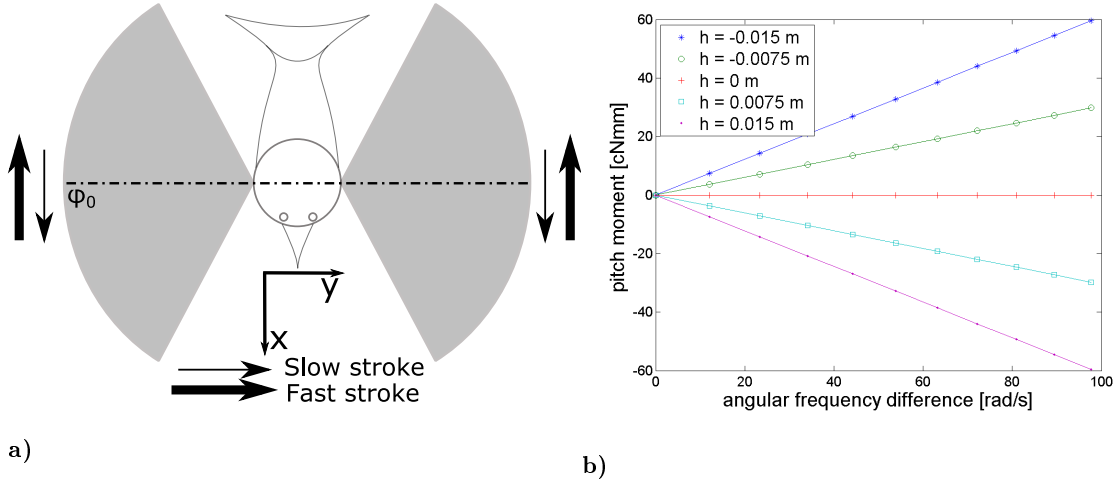 φ₀
y
x
Slow stroke
Fast stroke
a)
60
40
20
0
-20
-40
-60
pitch moment [cNmm]
h = -0.015 m
h = -0.0075 m
h = 0 m
h = 0.0075 m
h = 0.015 m
0 20 40 60 80 100
angular frequency difference [rad/s]
b)